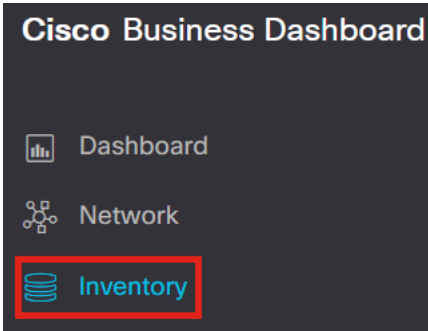 Cisco Business Dashboard
Dashboard
Network
Inventory